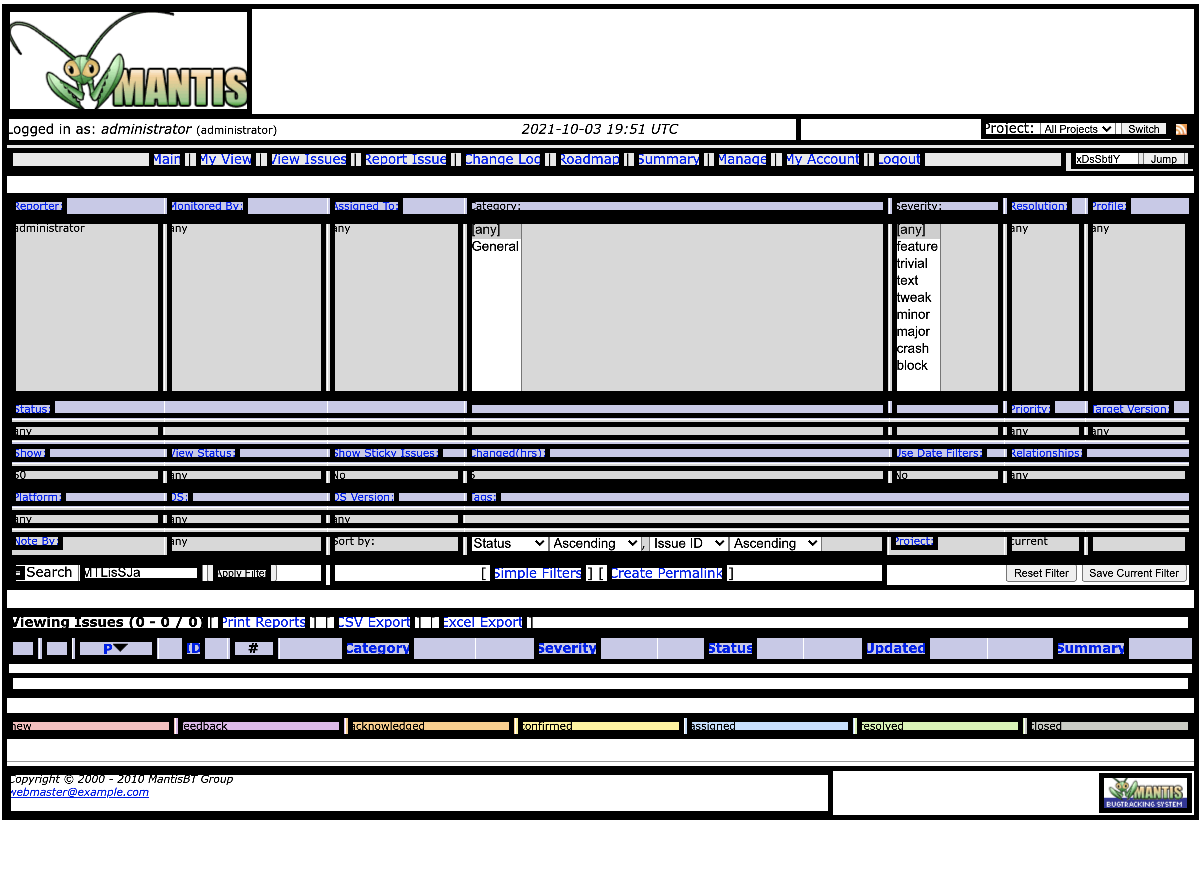 MANTIS
Logged in as: administrator (administrator) 2021-10-03 19:51 UTC Project: All Projects Switch
Main | My View | View Issues | Report Issue | Change Log | Roadmap | Summary | Manage | My Account | Logout xDsSbtlY Jump
Reporter: Monitored By: Assigned To: Category: Severity: Resolution: Profile:
administrator any any [any] [any] any any
General feature
trivial
text
tweak
minor
major
crash
block
Status: Priority: Target Version:
any any any
Show: View Status: Show Sticky Issues: Changed(hrs): Use Date Filters: Relationships:
50 any No No any
Platform: OS: OS Version: Tags:
any any any
Note By: any Sort by: Status Ascending , Issue ID Ascending Project: current
Search MTLisSJa Apply Filter [ Simple Filters ] [ Create Permalink ] Reset Filter Save Current Filter
Viewing Issues (0 - 0 / 0) [ Print Reports ] [ CSV Export ] [ Excel Export ]
P ID # Category Severity Status Updated Summary
new feedback acknowledged confirmed assigned resolved closed
Copyright © 2000 - 2010 MantisBT Group
webmaster@example.com
MANTIS
BUGTRACKING SYSTEM